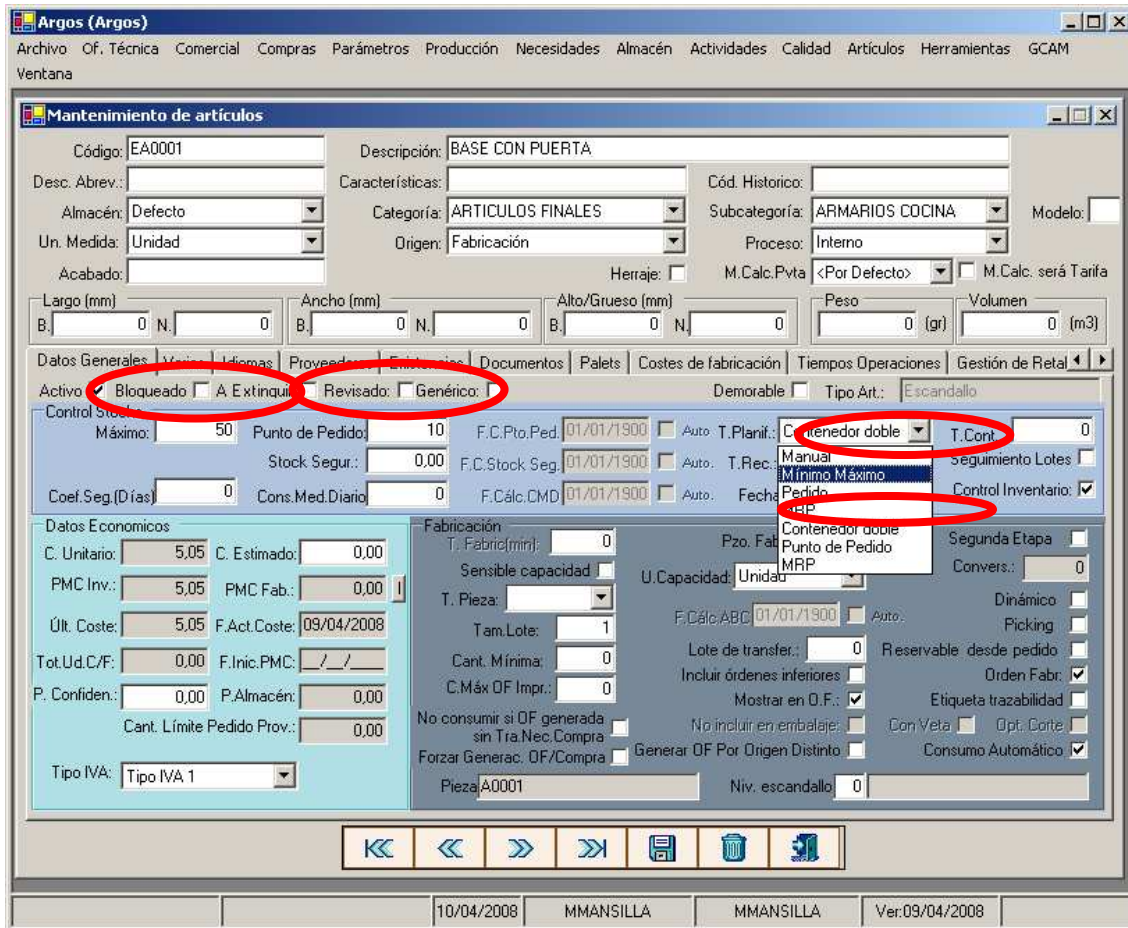 Argos (Argos)
Archivo Of. Técnica Comercial Compras Parámetros Producción Necesidades Almacén Actividades Calidad Artículos Herramientas GCAM
Ventana
Mantenimiento de artículos
Código: EA0001 Descripción: BASE CON PUERTA
Desc. Abrev.: Características: Cód. Historico:
Almacén: Defecto Categoría: ARTICULOS FINALES Subcategoría: ARMARIOS COCINA Modelo:
Un. Medida: Unidad Origen: Fabricación Proceso: Interno
Acabado: Herraje: M.Calc.Pvta <Por Defecto> M.Calc. será Tarifa
Largo (mm) Ancho (mm) Alto/Grueso (mm) Peso Volumen
B. 0 N. 0 B. 0 N. 0 B. 0 N. 0 0 (gr) 0 (m3)
Datos Generales Varios Idiomas Proveedores Existencias Documentos Palets Costes de fabricación Tiempos Operaciones Gestión de Retal
Activo Bloqueado A Extinguir Revisado: Genérico: Demorable Tipo Art.: Escandallo
Control Stocks
Máximo: 50 Punto de Pedido: 10 F.C.Pto.Ped. 01/01/1900 Auto T.Planif.: Contenedor doble T.Cont. 0
Stock Segur.: 0,00 F.C.Stock Seg. 01/01/1900 Auto. T.Rec.: Manual Seguimiento Lotes
Mínimo Máximo
Coef.Seg.(Días) 0 Cons.Med.Diario 0 F.Cálc.CMD 01/01/1900 Auto. Fecha Pedido Control Inventario:
Contenedor doble
Punto de Pedido
MRP
Datos Economicos
C. Unitario: 5,05 C. Estimado: 0,00
PMC Inv.: 5,05 PMC Fab.: 0,00 I
Últ. Coste: 5,05 F.Act.Coste: 09/04/2008
Tot.Ud.C/F: 0,00 F.Inic.PMC: _/_/___
P. Confiden.: 0,00 P.Almacén: 0,00
Cant. Límite Pedido Prov.: 0,00
Tipo IVA: Tipo IVA 1
Fabricación
T. Fabric(min): 0 Pzo. Fab Segunda Etapa
Sensible capacidad U.Capacidad: Unidad Convers.: 0
T. Pieza: F.Cálc.ABC 01/01/1900 Auto. Dinámico
Tam.Lote: 1 Picking
Cant. Mínima: 0 Lote de transfer.: 0 Reservable desde pedido
C.Máx OF Impr.: 0 Incluir órdenes inferiores Orden Fabr:
Mostrar en O.F.: Etiqueta trazabilidad
No consumir si OF generada sin Tra.Nec.Compra No incluir en embalaje: Con Veta Opt. Corte
Forzar Generac. OF/Compra Generar OF Por Origen Distinto Consumo Automático
Pieza A0001 Niv. escandallo 0
10/04/2008 MMANSILLA MMANSILLA Ver:09/04/2008